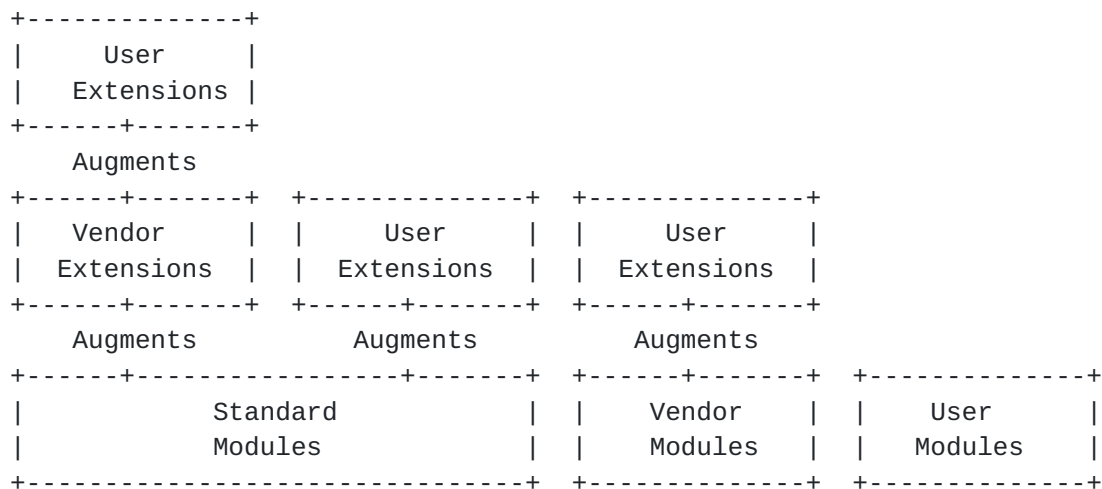 User
Extensions
Augments
Vendor User User
Extensions Extensions Extensions
Augments Augments Augments
Standard Vendor User
Modules Modules Modules